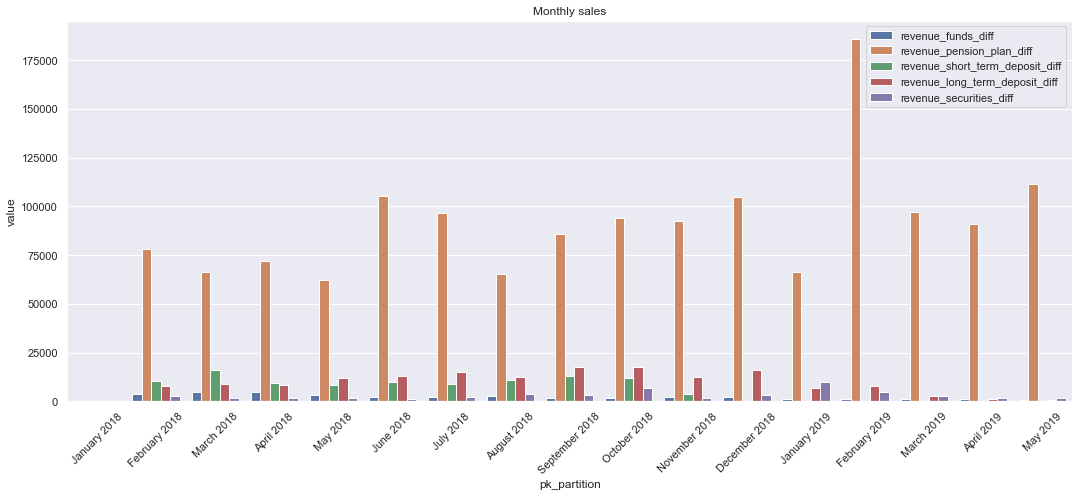 Monthly sales
revenue_funds_diff
revenue_pension_plan_diff
revenue_short_term_deposit_diff
revenue_long_term_deposit_diff
revenue_securities_diff
value
175000
150000
125000
100000
75000
50000
25000
0
January 2018
February 2018
March 2018
April 2018
May 2018
June 2018
July 2018
August 2018
September 2018
October 2018
November 2018
December 2018
January 2019
February 2019
March 2019
April 2019
May 2019
pk_partition